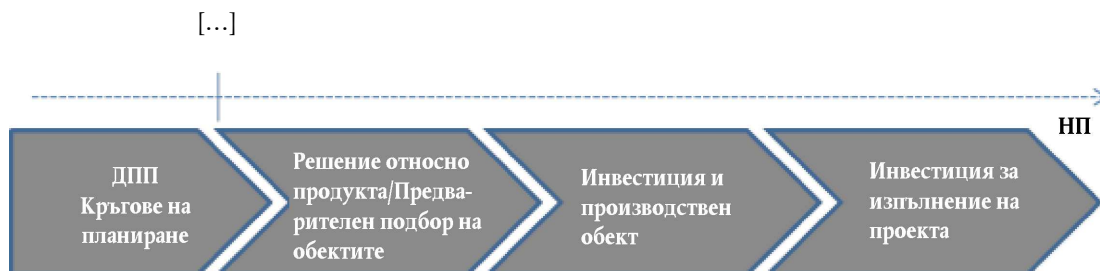 [...]
НП
ДПП
Кръгове на
планиране
Решение относно
продукта/Предва-
рителен подбор на
обектите
Инвестиция и
производствен
обект
Инвестиция за
изпълнение на
проекта